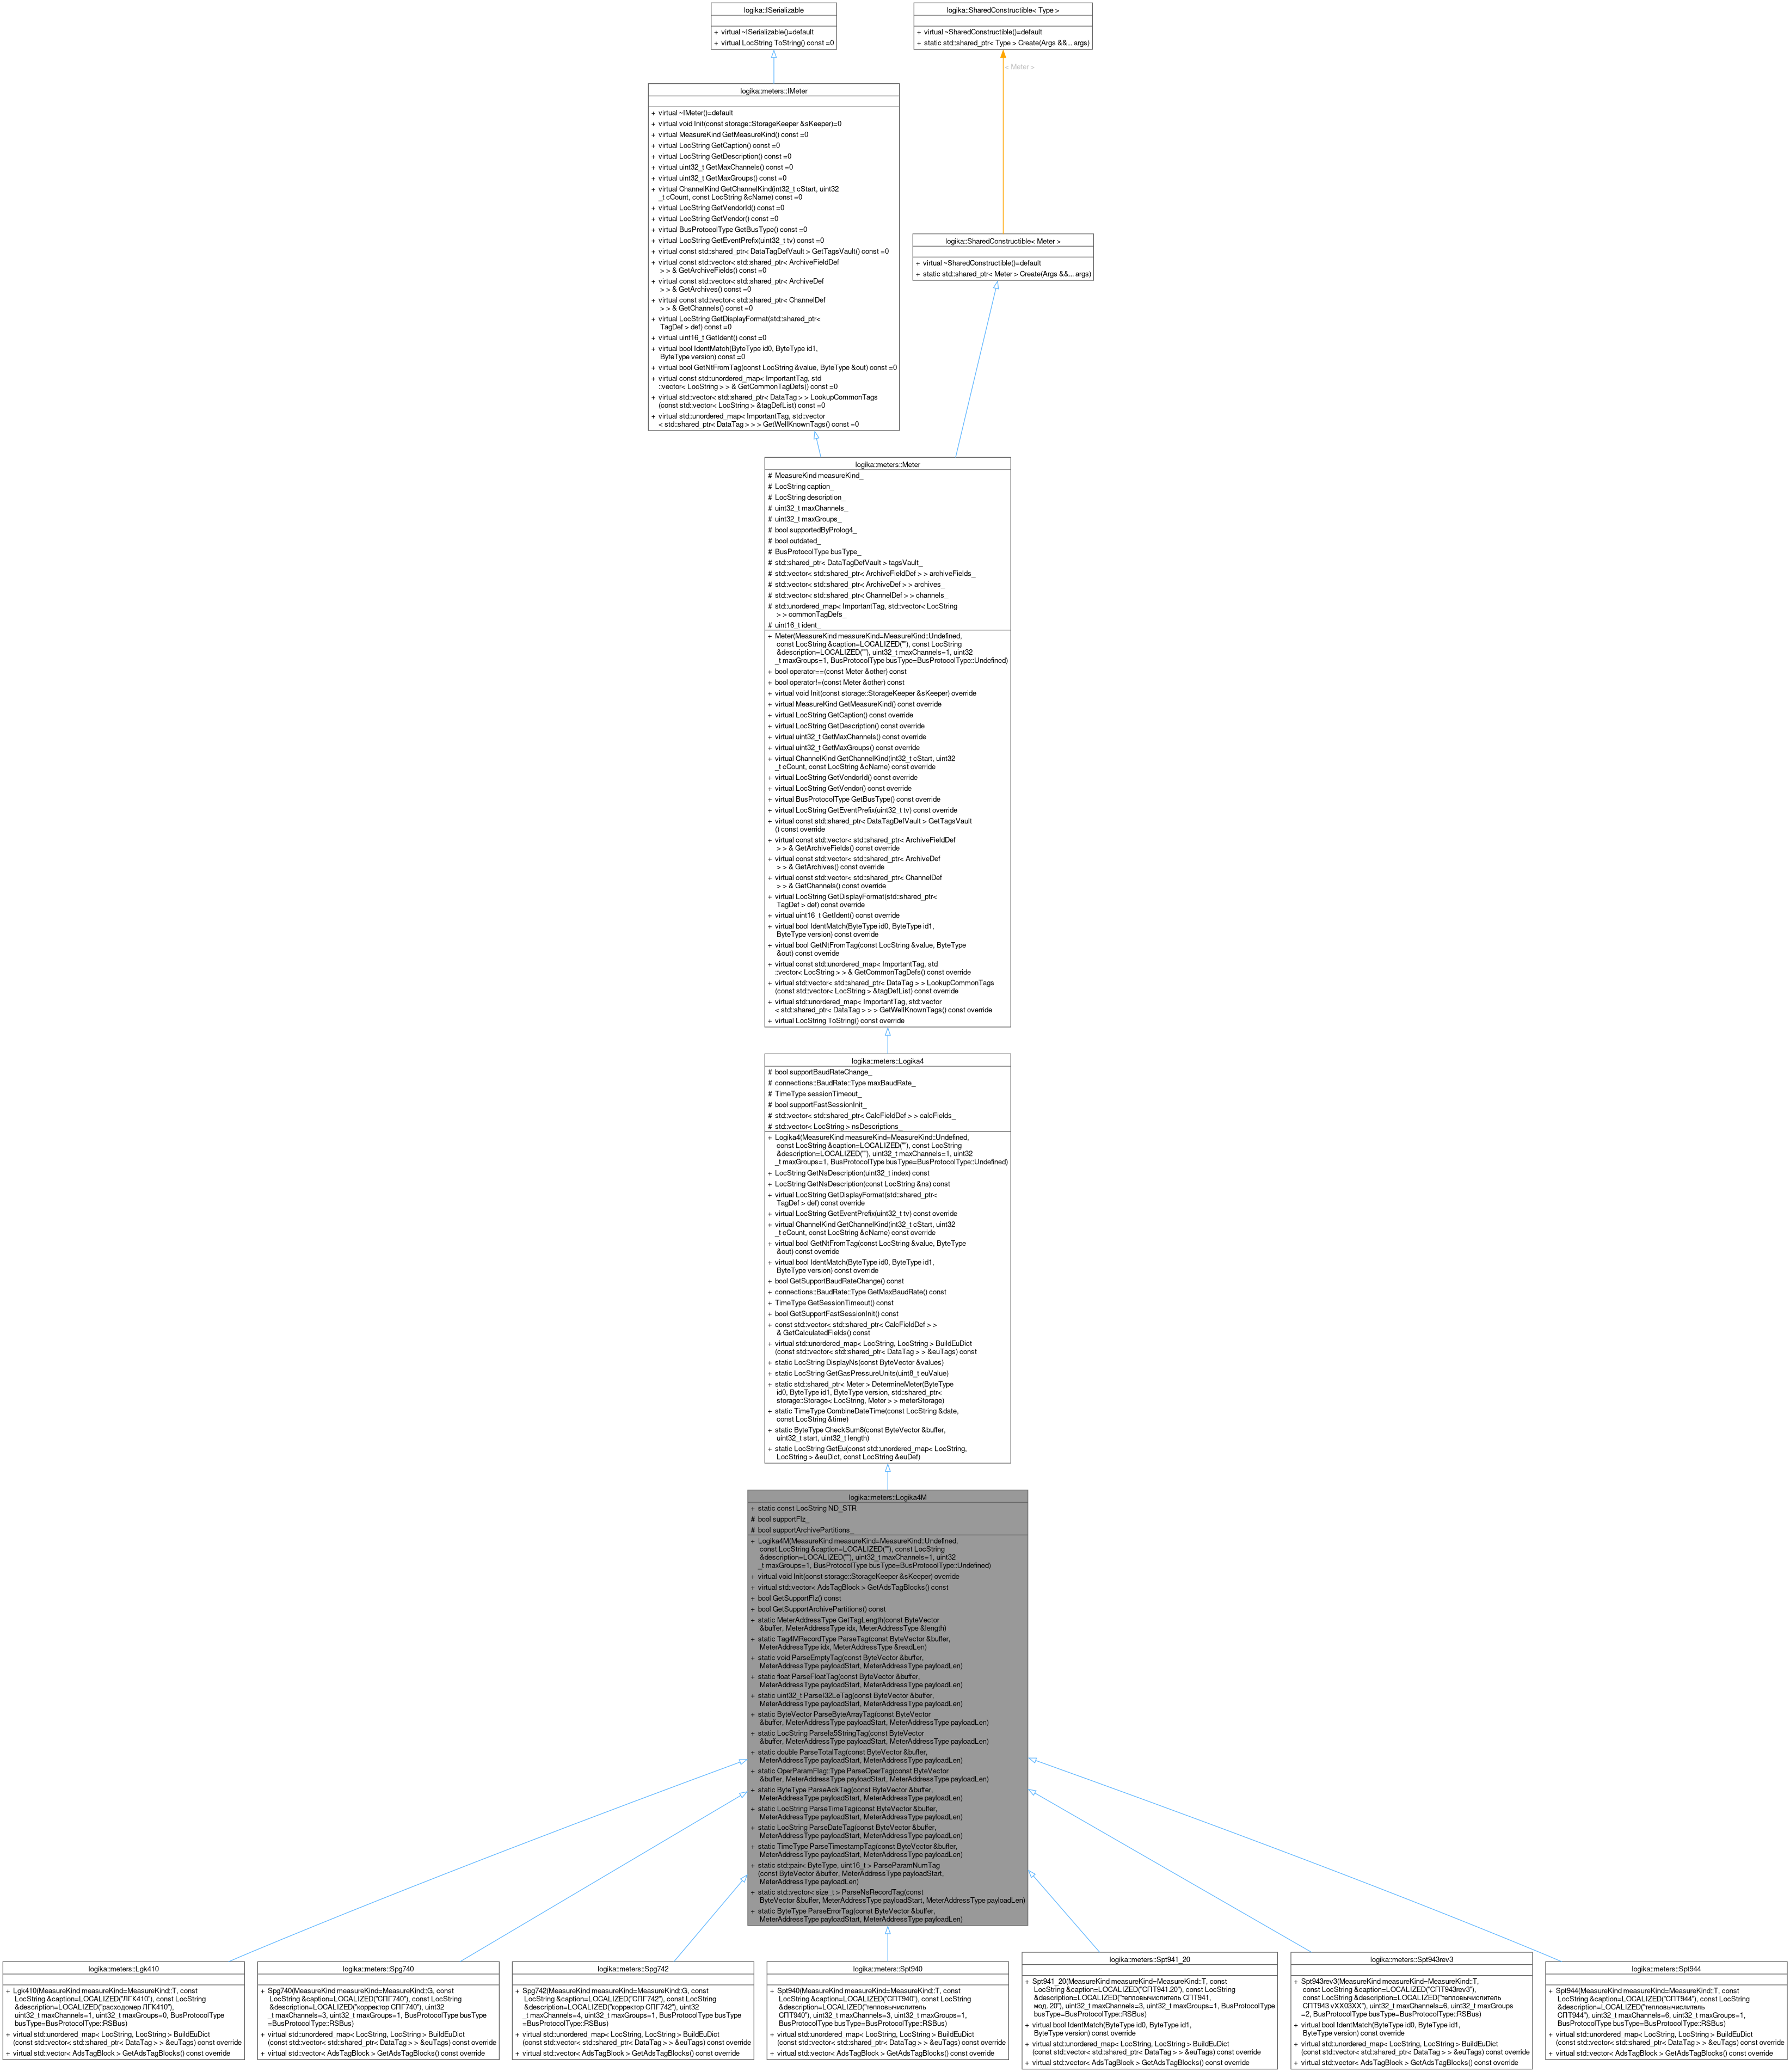 logika::ISerializable
+ virtual ~ISerializable()=default
+ virtual LocString ToString() const =0
logika::SharedConstructible< Type >
+ virtual ~SharedConstructible()=default
+ static std::shared_ptr< Type > Create(Args &&... args)
< Meter >
logika::meters::IMeter
+ virtual ~IMeter()=default
+ virtual void Init(const storage::StorageKeeper &sKeeper)=0
+ virtual MeasureKind GetMeasureKind() const =0
+ virtual LocString GetCaption() const =0
+ virtual LocString GetDescription() const =0
+ virtual uint32_t GetMaxChannels() const =0
+ virtual uint32_t GetMaxGroups() const =0
+ virtual ChannelKind GetChannelKind(int32_t cStart, uint32
_t cCount, const LocString &cName) const =0
+ virtual LocString GetVendorId() const =0
+ virtual LocString GetVendor() const =0
+ virtual BusProtocolType GetBusType() const =0
+ virtual LocString GetEventPrefix(uint32_t tv) const =0
+ virtual const std::shared_ptr< DataTagDefVault > GetTagsVault() const =0
+ virtual const std::vector< std::shared_ptr< ArchiveFieldDef
> > & GetArchiveFields() const =0
+ virtual const std::vector< std::shared_ptr< ArchiveDef
> > & GetArchives() const =0
+ virtual const std::vector< std::shared_ptr< ChannelDef
> > & GetChannels() const =0
+ virtual LocString GetDisplayFormat(std::shared_ptr<
TagDef > def) const =0
+ virtual uint16_t GetIdent() const =0
+ virtual bool IdentMatch(ByteType id0, ByteType id1,
ByteType version) const =0
+ virtual bool GetNtFromTag(const LocString &value, ByteType &out) const =0
+ virtual const std::unordered_map< ImportantTag, std
::vector< LocString > > & GetCommonTagDefs() const =0
+ virtual std::vector< std::shared_ptr< DataTag > > LookupCommonTags
(const std::vector< LocString > &tagDefList) const =0
+ virtual std::unordered_map< ImportantTag, std::vector
< std::shared_ptr< DataTag > > > GetWellKnownTags() const =0
logika::SharedConstructible< Meter >
+ virtual ~SharedConstructible()=default
+ static std::shared_ptr< Meter > Create(Args &&... args)
logika::meters::Meter
# MeasureKind measureKind_
# LocString caption_
# LocString description_
# uint32_t maxChannels_
# uint32_t maxGroups_
# bool supportedByProlog4_
# bool outdated_
# BusProtocolType busType_
# std::shared_ptr< DataTagDefVault > tagsVault_
# std::vector< std::shared_ptr< ArchiveFieldDef > > archiveFields_
# std::vector< std::shared_ptr< ArchiveDef > > archives_
# std::vector< std::shared_ptr< ChannelDef > > channels_
# std::unordered_map< ImportantTag, std::vector< LocString
> > commonTagDefs_
# uint16_t ident_
+ Meter(MeasureKind measureKind=MeasureKind::Undefined,
const LocString &caption=LOCALIZED(""), const LocString
&description=LOCALIZED(""), uint32_t maxChannels=1, uint32
_t maxGroups=1, BusProtocolType busType=BusProtocolType::Undefined)
+ bool operator==(const Meter &other) const
+ bool operator!=(const Meter &other) const
+ virtual void Init(const storage::StorageKeeper &sKeeper) override
+ virtual MeasureKind GetMeasureKind() const override
+ virtual LocString GetCaption() const override
+ virtual LocString GetDescription() const override
+ virtual uint32_t GetMaxChannels() const override
+ virtual uint32_t GetMaxGroups() const override
+ virtual ChannelKind GetChannelKind(int32_t cStart, uint32
_t cCount, const LocString &cName) const override
+ virtual LocString GetVendorId() const override
+ virtual LocString GetVendor() const override
+ virtual BusProtocolType GetBusType() const override
+ virtual LocString GetEventPrefix(uint32_t tv) const override
+ virtual const std::shared_ptr< DataTagDefVault > GetTagsVault
() const override
+ virtual const std::vector< std::shared_ptr< ArchiveFieldDef
> > & GetArchiveFields() const override
+ virtual const std::vector< std::shared_ptr< ArchiveDef
> > & GetArchives() const override
+ virtual const std::vector< std::shared_ptr< ChannelDef
> > & GetChannels() const override
+ virtual LocString GetDisplayFormat(std::shared_ptr<
TagDef > def) const override
+ virtual uint16_t GetIdent() const override
+ virtual bool IdentMatch(ByteType id0, ByteType id1,
ByteType version) const override
+ virtual bool GetNtFromTag(const LocString &value, ByteType
&out) const override
+ virtual const std::unordered_map< ImportantTag, std
::vector< LocString > > & GetCommonTagDefs() const override
+ virtual std::vector< std::shared_ptr< DataTag > > LookupCommonTags
(const std::vector< LocString > &tagDefList) const override
+ virtual std::unordered_map< ImportantTag, std::vector
< std::shared_ptr< DataTag > > > GetWellKnownTags() const override
+ virtual LocString ToString() const override
logika::meters::Logika4
# bool supportBaudRateChange_
# connections::BaudRate::Type maxBaudRate_
# TimeType sessionTimeout_
# bool supportFastSessionInit_
# std::vector< std::shared_ptr< CalcFieldDef > > calcFields_
# std::vector< LocString > nsDescriptions_
+ Logika4(MeasureKind measureKind=MeasureKind::Undefined,
const LocString &caption=LOCALIZED(""), const LocString
&description=LOCALIZED(""), uint32_t maxChannels=1, uint32
_t maxGroups=1, BusProtocolType busType=BusProtocolType::Undefined)
+ LocString GetNsDescription(uint32_t index) const
+ LocString GetNsDescription(const LocString &ns) const
+ virtual LocString GetDisplayFormat(std::shared_ptr<
TagDef > def) const override
+ virtual LocString GetEventPrefix(uint32_t tv) const override
+ virtual ChannelKind GetChannelKind(int32_t cStart, uint32
_t cCount, const LocString &cName) const override
+ virtual bool GetNtFromTag(const LocString &value, ByteType
&out) const override
+ virtual bool IdentMatch(ByteType id0, ByteType id1,
ByteType version) const override
+ bool GetSupportBaudRateChange() const
+ connections::BaudRate::Type GetMaxBaudRate() const
+ TimeType GetSessionTimeout() const
+ bool GetSupportFastSessionInit() const
+ const std::vector< std::shared_ptr< CalcFieldDef > >
& GetCalculatedFields() const
+ virtual std::unordered_map< LocString, LocString > BuildEuDict
(const std::vector< std::shared_ptr< DataTag > > &euTags) const
+ static LocString DisplayNs(const ByteVector &values)
+ static LocString GetGasPressureUnits(uint8_t euValue)
+ static std::shared_ptr< Meter > DetermineMeter(ByteType
id0, ByteType id1, ByteType version, std::shared_ptr<
storage::Storage< LocString, Meter > > meterStorage)
+ static TimeType CombineDateTime(const LocString &date,
const LocString &time)
+ static ByteType CheckSum8(const ByteVector &buffer,
uint32_t start, uint32_t length)
+ static LocString GetEu(const std::unordered_map< LocString,
LocString > &euDict, const LocString &euDef)
logika::meters::Logika4M
+ static const LocString ND_STR
# bool supportFlz_
# bool supportArchivePartitions_
+ Logika4M(MeasureKind measureKind=MeasureKind::Undefined,
const LocString &caption=LOCALIZED(""), const LocString
&description=LOCALIZED(""), uint32_t maxChannels=1, uint32
_t maxGroups=1, BusProtocolType busType=BusProtocolType::Undefined)
+ virtual void Init(const storage::StorageKeeper &sKeeper) override
+ virtual std::vector< AdsTagBlock > GetAdsTagBlocks() const
+ bool GetSupportFlz() const
+ bool GetSupportArchivePartitions() const
+ static MeterAddressType GetTagLength(const ByteVector
&buffer, MeterAddressType idx, MeterAddressType &length)
+ static Tag4MRecordType ParseTag(const ByteVector &buffer,
MeterAddressType idx, MeterAddressType &readLen)
+ static void ParseEmptyTag(const ByteVector &buffer,
MeterAddressType payloadStart, MeterAddressType payloadLen)
+ static float ParseFloatTag(const ByteVector &buffer,
MeterAddressType payloadStart, MeterAddressType payloadLen)
+ static uint32_t ParseI32LeTag(const ByteVector &buffer,
MeterAddressType payloadStart, MeterAddressType payloadLen)
+ static ByteVector ParseByteArrayTag(const ByteVector
&buffer, MeterAddressType payloadStart, MeterAddressType payloadLen)
+ static LocString ParseIa5StringTag(const ByteVector
&buffer, MeterAddressType payloadStart, MeterAddressType payloadLen)
+ static double ParseTotalTag(const ByteVector &buffer,
MeterAddressType payloadStart, MeterAddressType payloadLen)
+ static OperParamFlag::Type ParseOperTag(const ByteVector
&buffer, MeterAddressType payloadStart, MeterAddressType payloadLen)
+ static ByteType ParseAckTag(const ByteVector &buffer,
MeterAddressType payloadStart, MeterAddressType payloadLen)
+ static LocString ParseTimeTag(const ByteVector &buffer,
MeterAddressType payloadStart, MeterAddressType payloadLen)
+ static LocString ParseDateTag(const ByteVector &buffer,
MeterAddressType payloadStart, MeterAddressType payloadLen)
+ static TimeType ParseTimestampTag(const ByteVector &buffer,
MeterAddressType payloadStart, MeterAddressType payloadLen)
+ static std::pair< ByteType, uint16_t > ParseParamNumTag
(const ByteVector &buffer, MeterAddressType payloadStart,
MeterAddressType payloadLen)
+ static std::vector< size_t > ParseNsRecordTag(const
ByteVector &buffer, MeterAddressType payloadStart, MeterAddressType payloadLen)
+ static ByteType ParseErrorTag(const ByteVector &buffer,
MeterAddressType payloadStart, MeterAddressType payloadLen)
logika::meters::Lgk410
+ Lgk410(MeasureKind measureKind=MeasureKind::T, const
LocString &caption=LOCALIZED("ЛГК410"), const LocString
&description=LOCALIZED("расходомер ЛГК410"),
uint32_t maxChannels=1, uint32_t maxGroups=0, BusProtocolType
busType=BusProtocolType::RSBus)
+ virtual std::unordered_map< LocString, LocString > BuildEuDict
(const std::vector< std::shared_ptr< DataTag > > &euTags) const override
+ virtual std::vector< AdsTagBlock > GetAdsTagBlocks() const override
logika::meters::Spg740
+ Spg740(MeasureKind measureKind=MeasureKind::G, const
LocString &caption=LOCALIZED("СПГ740"), const LocString
&description=LOCALIZED("корректор СПГ740"), uint32
_t maxChannels=3, uint32_t maxGroups=1, BusProtocolType busType
=BusProtocolType::RSBus)
+ virtual std::unordered_map< LocString, LocString > BuildEuDict
(const std::vector< std::shared_ptr< DataTag > > &euTags) const override
+ virtual std::vector< AdsTagBlock > GetAdsTagBlocks() const override
logika::meters::Spg742
+ Spg742(MeasureKind measureKind=MeasureKind::G, const
LocString &caption=LOCALIZED("СПГ742"), const LocString
&description=LOCALIZED("корректор СПГ742"), uint32
_t maxChannels=4, uint32_t maxGroups=1, BusProtocolType busType
=BusProtocolType::RSBus)
+ virtual std::unordered_map< LocString, LocString > BuildEuDict
(const std::vector< std::shared_ptr< DataTag > > &euTags) const override
+ virtual std::vector< AdsTagBlock > GetAdsTagBlocks() const override
logika::meters::Spt940
+ Spt940(MeasureKind measureKind=MeasureKind::T, const
LocString &caption=LOCALIZED("СПТ940"), const LocString
&description=LOCALIZED("тепловычислитель
СПТ940"), uint32_t maxChannels=3, uint32_t maxGroups=1,
BusProtocolType busType=BusProtocolType::RSBus)
+ virtual std::unordered_map< LocString, LocString > BuildEuDict
(const std::vector< std::shared_ptr< DataTag > > &euTags) const override
+ virtual std::vector< AdsTagBlock > GetAdsTagBlocks() const override
logika::meters::Spt941_20
+ Spt941_20(MeasureKind measureKind=MeasureKind::T, const
LocString &caption=LOCALIZED("СПТ941.20"), const LocString
&description=LOCALIZED("тепловычислитель СПТ941,
мод. 20"), uint32_t maxChannels=3, uint32_t maxGroups=1, BusProtocolType
busType=BusProtocolType::RSBus)
+ virtual bool IdentMatch(ByteType id0, ByteType id1,
ByteType version) const override
+ virtual std::unordered_map< LocString, LocString > BuildEuDict
(const std::vector< std::shared_ptr< DataTag > > &euTags) const override
+ virtual std::vector< AdsTagBlock > GetAdsTagBlocks() const override
logika::meters::Spt943rev3
+ Spt943rev3(MeasureKind measureKind=MeasureKind::T,
const LocString &caption=LOCALIZED("СПТ943rev3"),
const LocString &description=LOCALIZED("тепловычислитель
СПТ943 vXX03XX"), uint32_t maxChannels=6, uint32_t maxGroups
=2, BusProtocolType busType=BusProtocolType::RSBus)
+ virtual bool IdentMatch(ByteType id0, ByteType id1,
ByteType version) const override
+ virtual std::unordered_map< LocString, LocString > BuildEuDict
(const std::vector< std::shared_ptr< DataTag > > &euTags) const override
+ virtual std::vector< AdsTagBlock > GetAdsTagBlocks() const override
logika::meters::Spt944
+ Spt944(MeasureKind measureKind=MeasureKind::T, const
LocString &caption=LOCALIZED("СПТ944"), const LocString
&description=LOCALIZED("тепловычислитель
СПТ944"), uint32_t maxChannels=6, uint32_t maxGroups=1,
BusProtocolType busType=BusProtocolType::RSBus)
+ virtual std::unordered_map< LocString, LocString > BuildEuDict
(const std::vector< std::shared_ptr< DataTag > > &euTags) const override
+ virtual std::vector< AdsTagBlock > GetAdsTagBlocks() const override